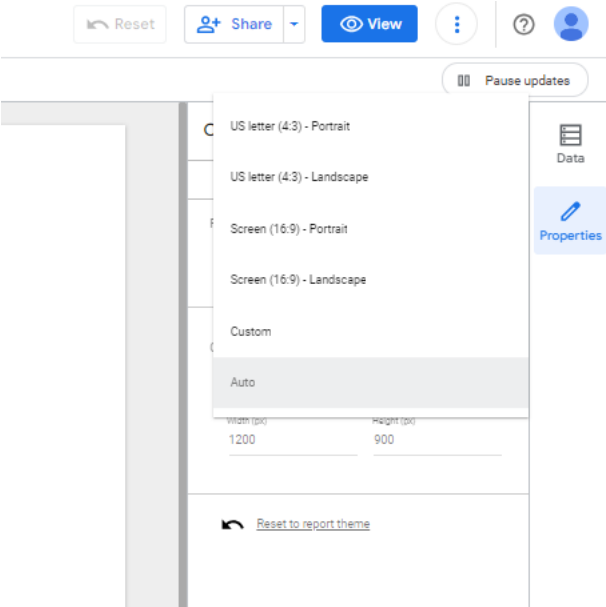 Reset
Share
View
Pause updates
US letter (4:3) - Portrait
US letter (4:3) - Landscape
Screen (16:9) - Portrait
Screen (16:9) - Landscape
Custom
Auto
Data
Properties
Width (px)
Height (px)
1200
900
Reset to report theme